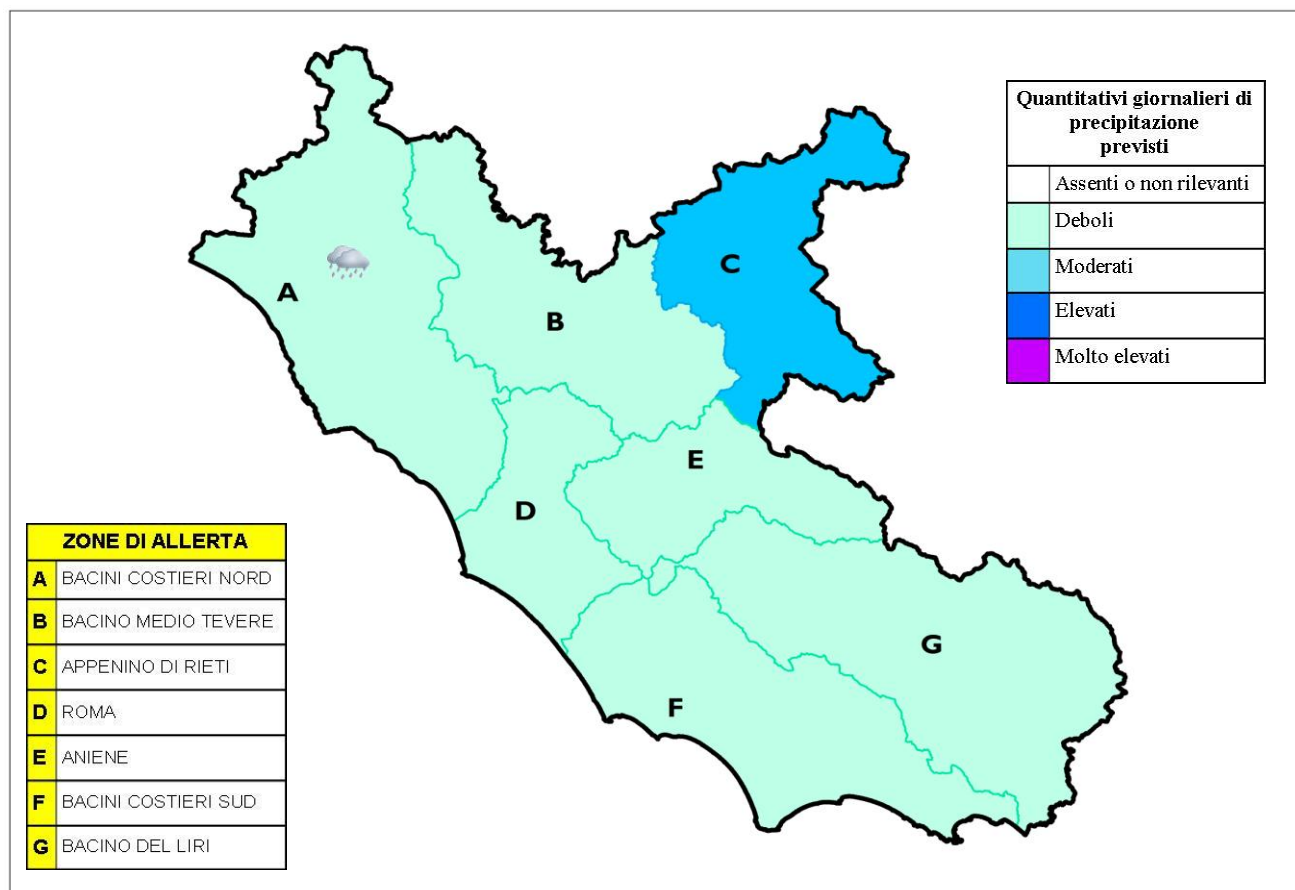 Quantitativi giornalieri di
precipitazione
previsti
Assenti o non rilevanti
Deboli
Moderati
Elevati
Molto elevati
A
B
C
D
E
F
G
ZONE DI ALLERTA
A BACINI COSTIERI NORD
B BACINO MEDIO TEVERE
C APPENINO DI RIETI
D ROMA
E ANIENE
F BACINI COSTIERI SUD
G BACINO DEL LIRI